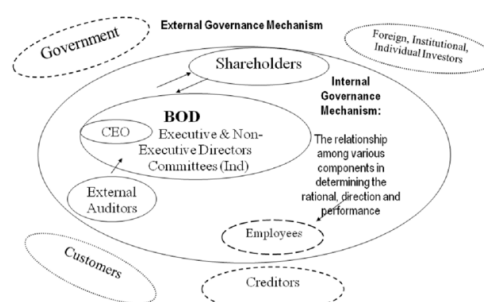 External Governance Mechanism
Government
Foreign, Institutional,
Individual Investors
Shareholders
Internal
Governance
Mechanism:
BOD
CEO
Executive & Non-
Executive Directors
Committees (Ind)
The relationship
among various
components in
determining the
rational, direction and
performance
External
Auditors
Employees
Customers
Creditors